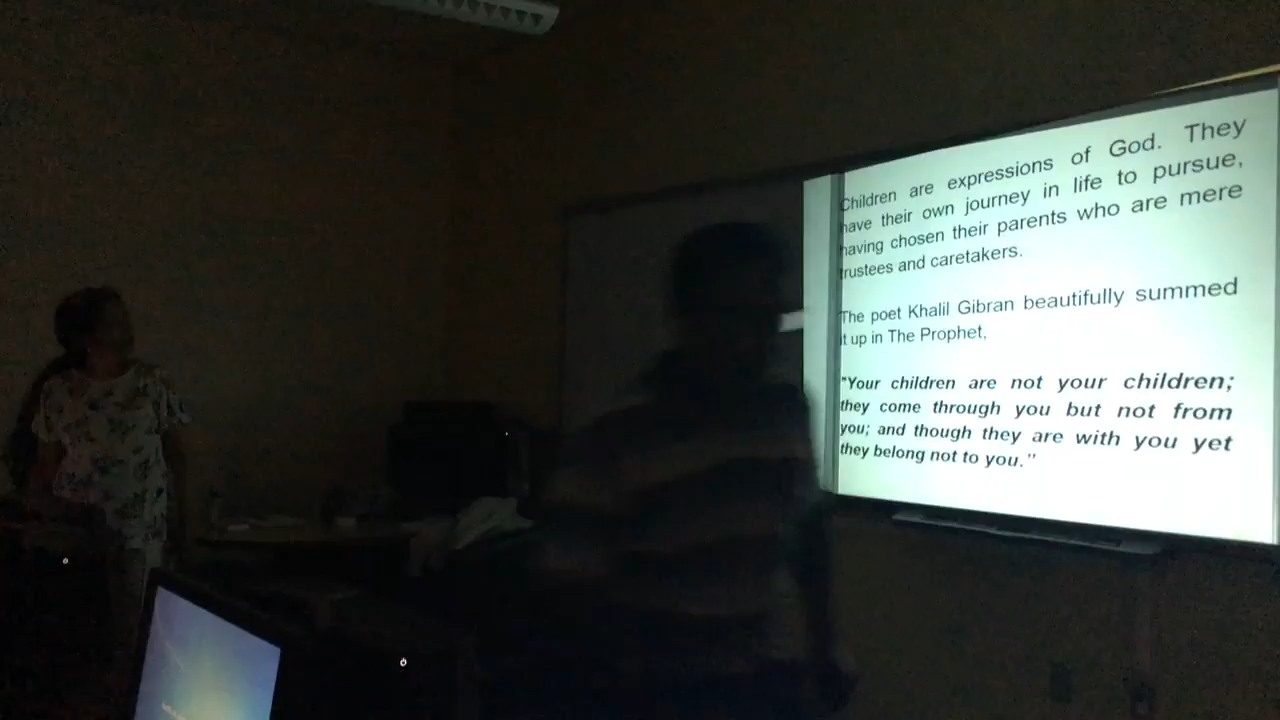 Children are expressions of God. They
have their own journey in life to pursue,
having chosen their parents who are mere
trustees and caretakers.
The poet Khalil Gibran beautifully summed
it up in The Prophet,
"Your children are not your children;
they come through you but not from
you; and though they are with you yet
they belong not to you.”